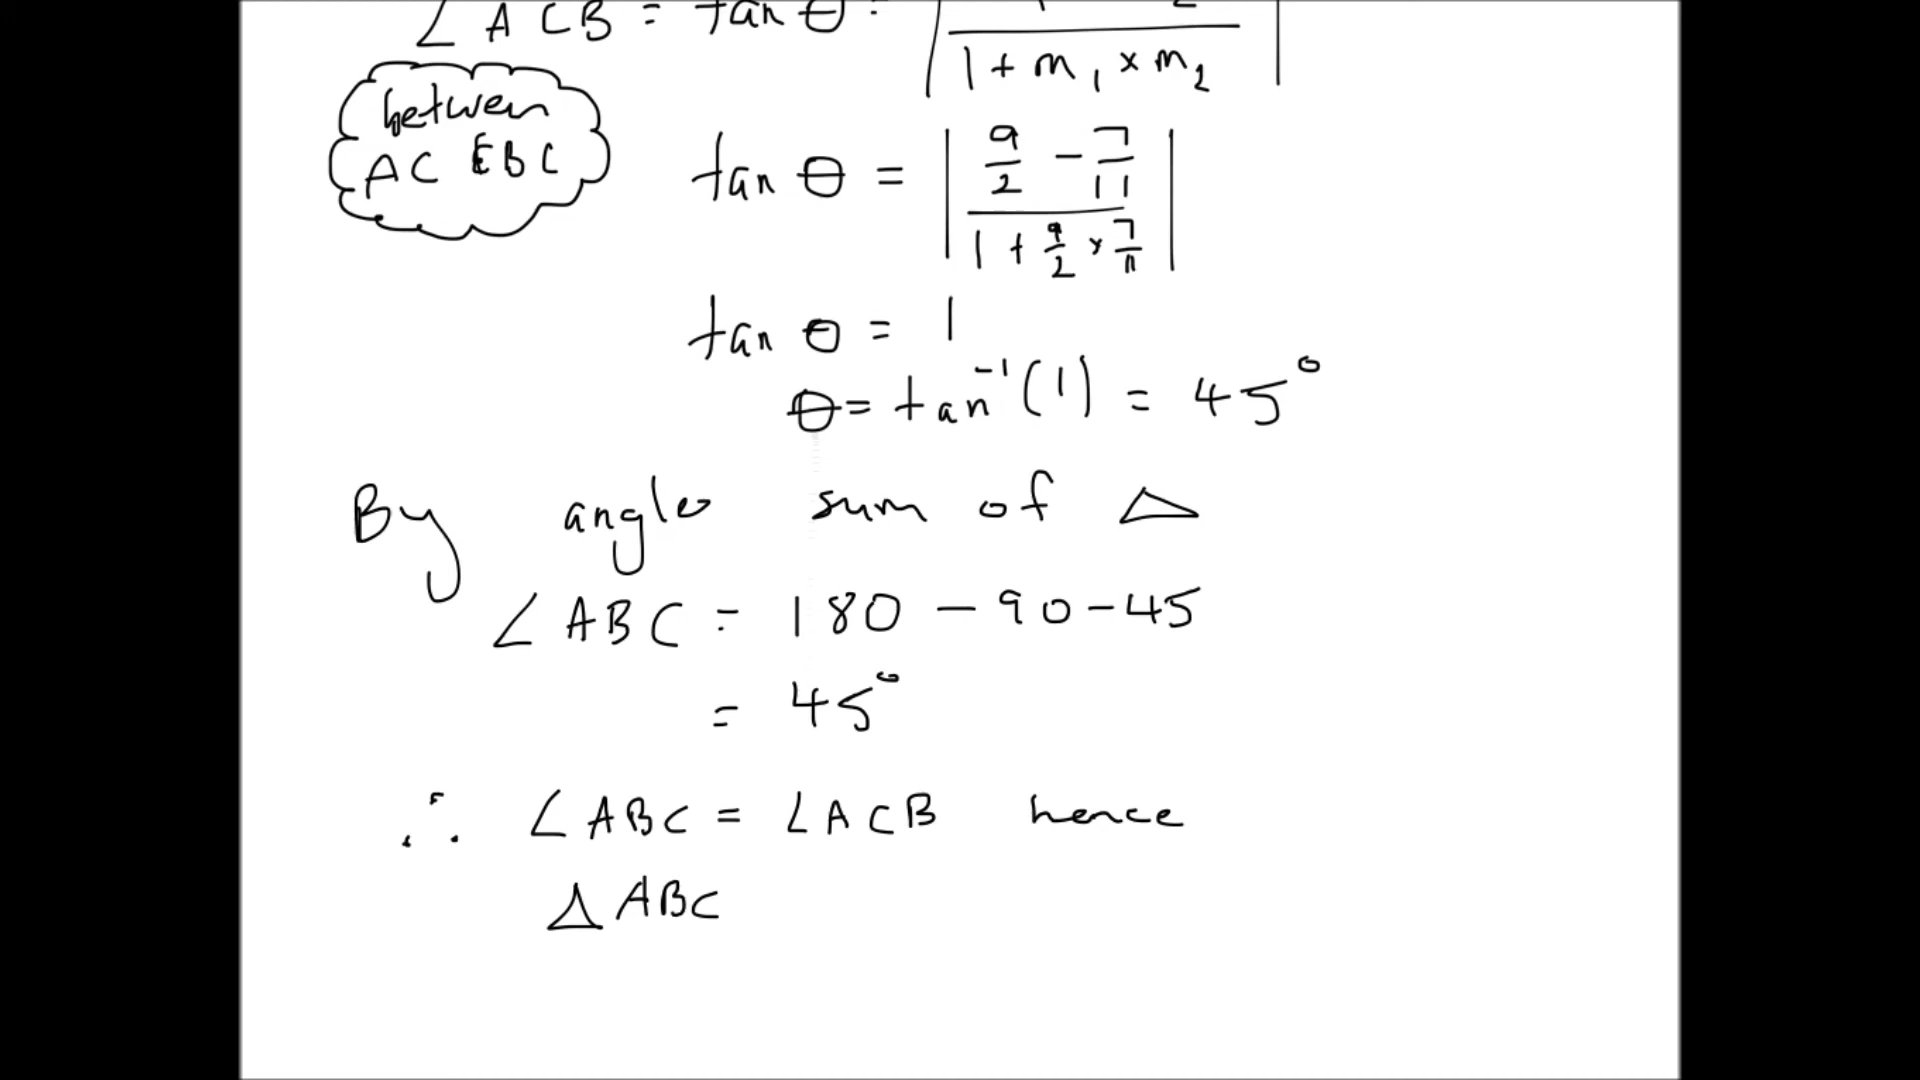 ∠ACB = tan θ =
1 + m₁ × m₂
between
AC & BC
tan θ = | (9/2 − 7/11) / (1 + 9/2 × 7/11) |
tan θ = 1
θ = tan⁻¹(1) = 45°
By angle sum of △
∠ABC = 180 − 90 − 45
= 45°
∴ ∠ABC = ∠ACB hence
△ABC